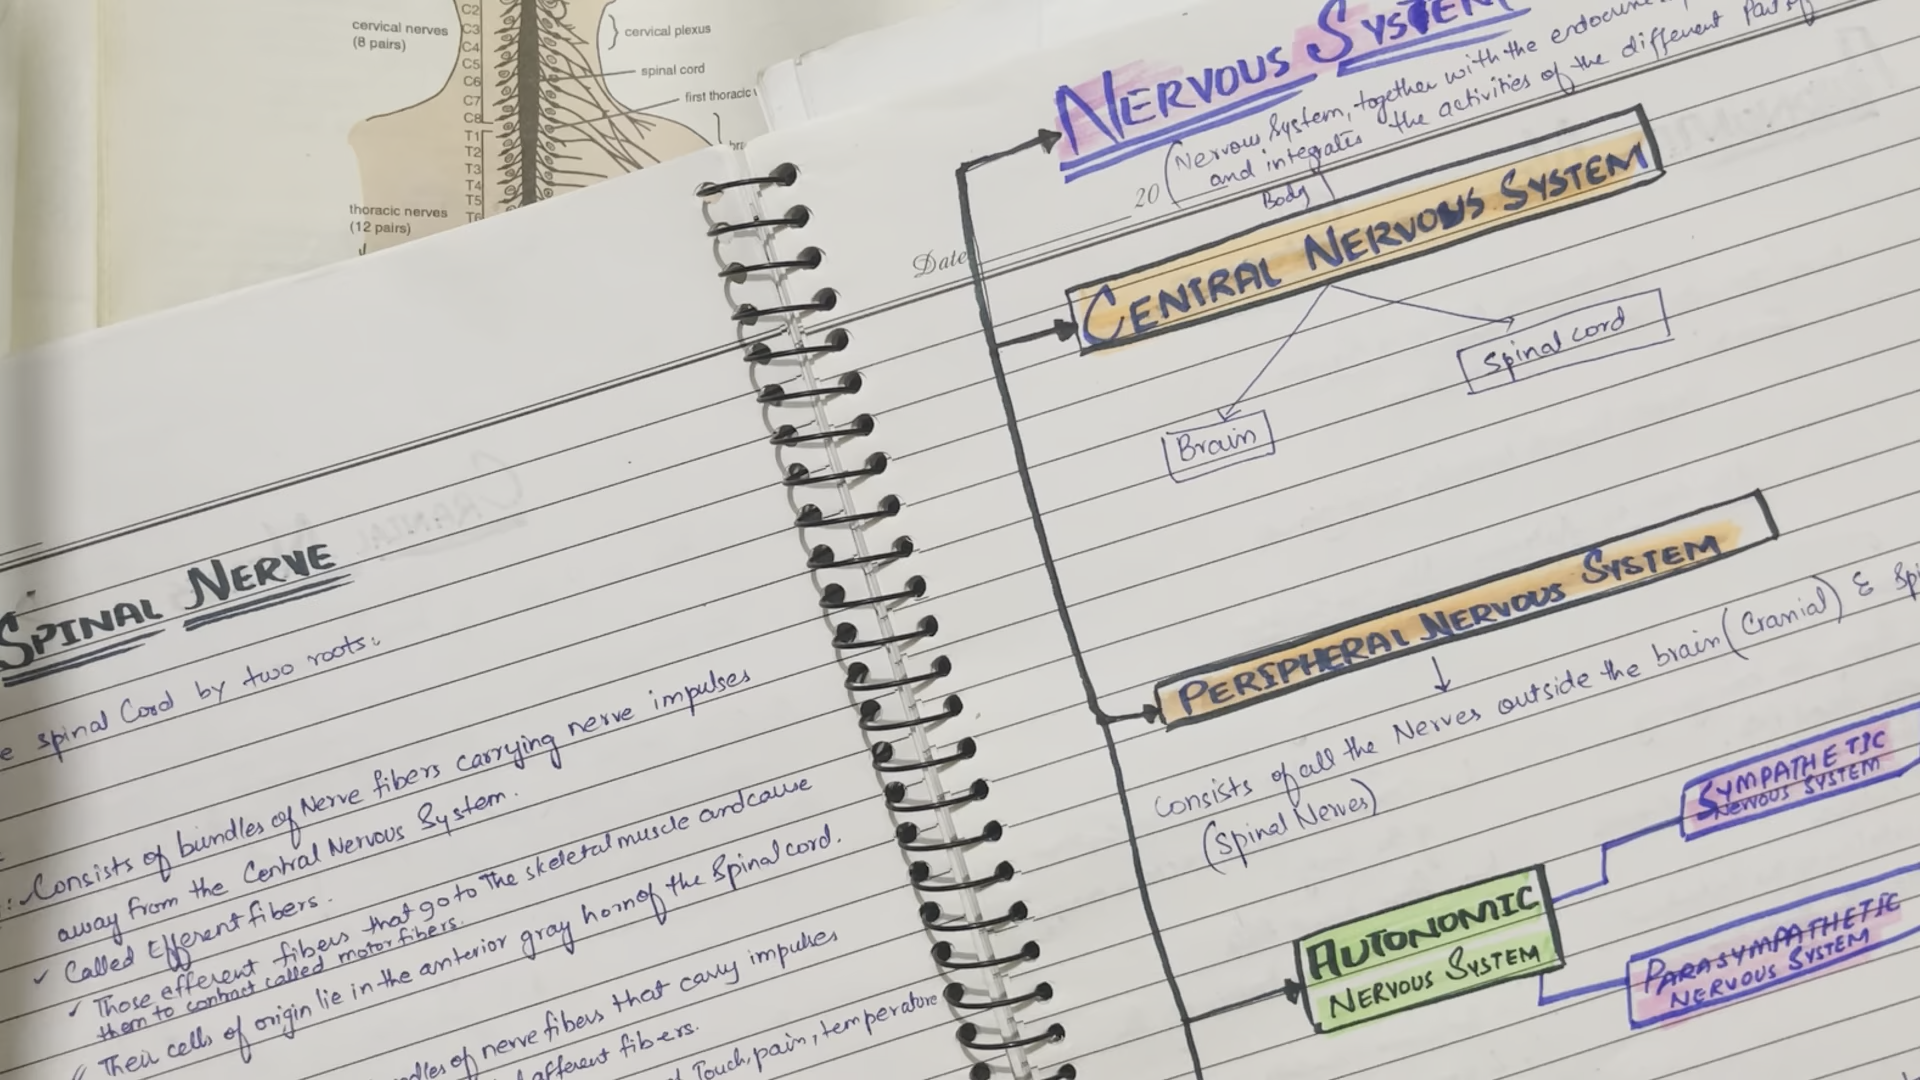 cervical nerves
(8 pairs)
C2
C3
C4
C5
C6
C7
C8
T1
T2
T3
T4
T5
T6
cervical plexus
spinal cord
first thoracic
thoracic nerves
(12 pairs)
SPINAL NERVE
spinal Cord by two roots:
Consists of bundles of Nerve fibers carrying nerve impulses
away from the Central Nervous System.
✓ Called Efferent fibers.
✓ Those efferent fibers that go to The skeletal muscle and cause
them to contract called motor fibers.
Their cells of origin lie in the anterior gray horn of the Spinal cord.
of nerve fibers that carry impulses
afferent fibers.
Touch, pain, temperature
NERVOUS SYSTEM
(Nervous System, together with the endocrine
and integrates the activities of the different Part of
Body)
20
Date
CENTRAL NERVOUS SYSTEM
Spinal cord
Brain
PERIPHERAL NERVOUS SYSTEM
Consists of all the Nerves outside the brain (Cranial) &
(Spinal Nerves)
SYMPATHETIC
NERVOUS SYSTEM
AUTONOMIC
NERVOUS SYSTEM
PARASYMPATHETIC
NERVOUS SYSTEM